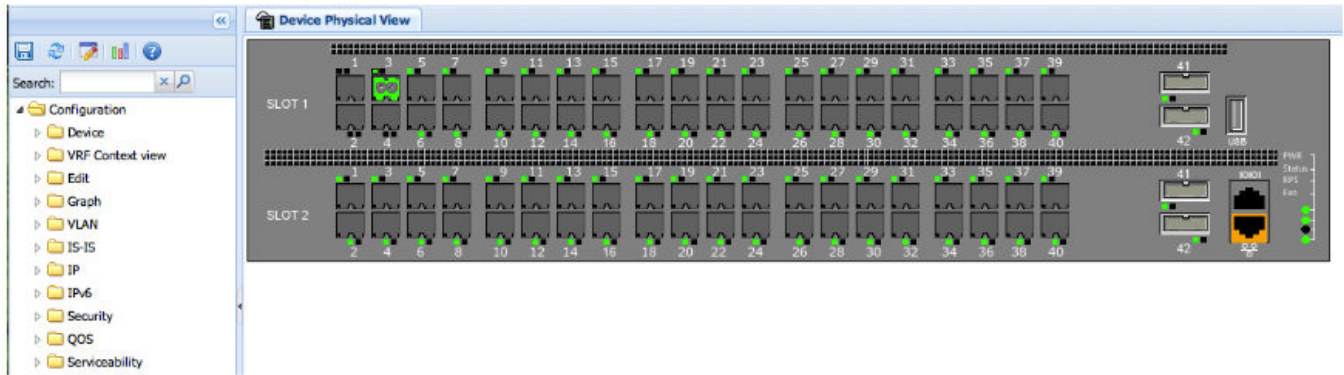 Device Physical View
Search:
Configuration
Device
VRF Context view
Edit
Graph
VLAN
IS-IS
IP
IPv6
Security
QOS
Serviceability
1 3 5 7 9 11 13 15 17 19 21 23 25 27 29 31 33 35 37 39 41
SLOT 1
2 4 6 8 10 12 14 16 18 20 22 24 26 28 30 32 34 36 38 40 42 USB
1 3 5 7 9 11 13 15 17 19 21 23 25 27 29 31 33 35 37 39 41 IOIOI
PWR
Status
RPS
Fan
SLOT 2
2 4 6 8 10 12 14 16 18 20 22 24 26 28 30 32 34 36 38 40 42